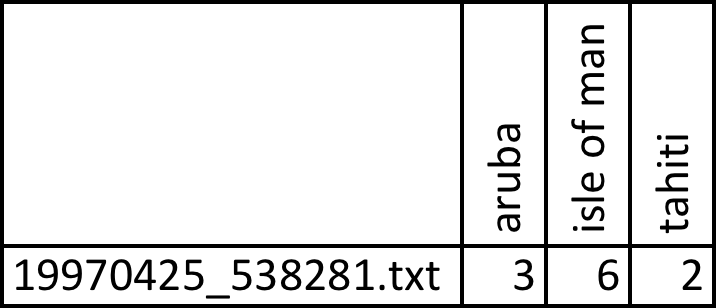 aruba
isle of man
tahiti
19970425_538281.txt 3 6 2